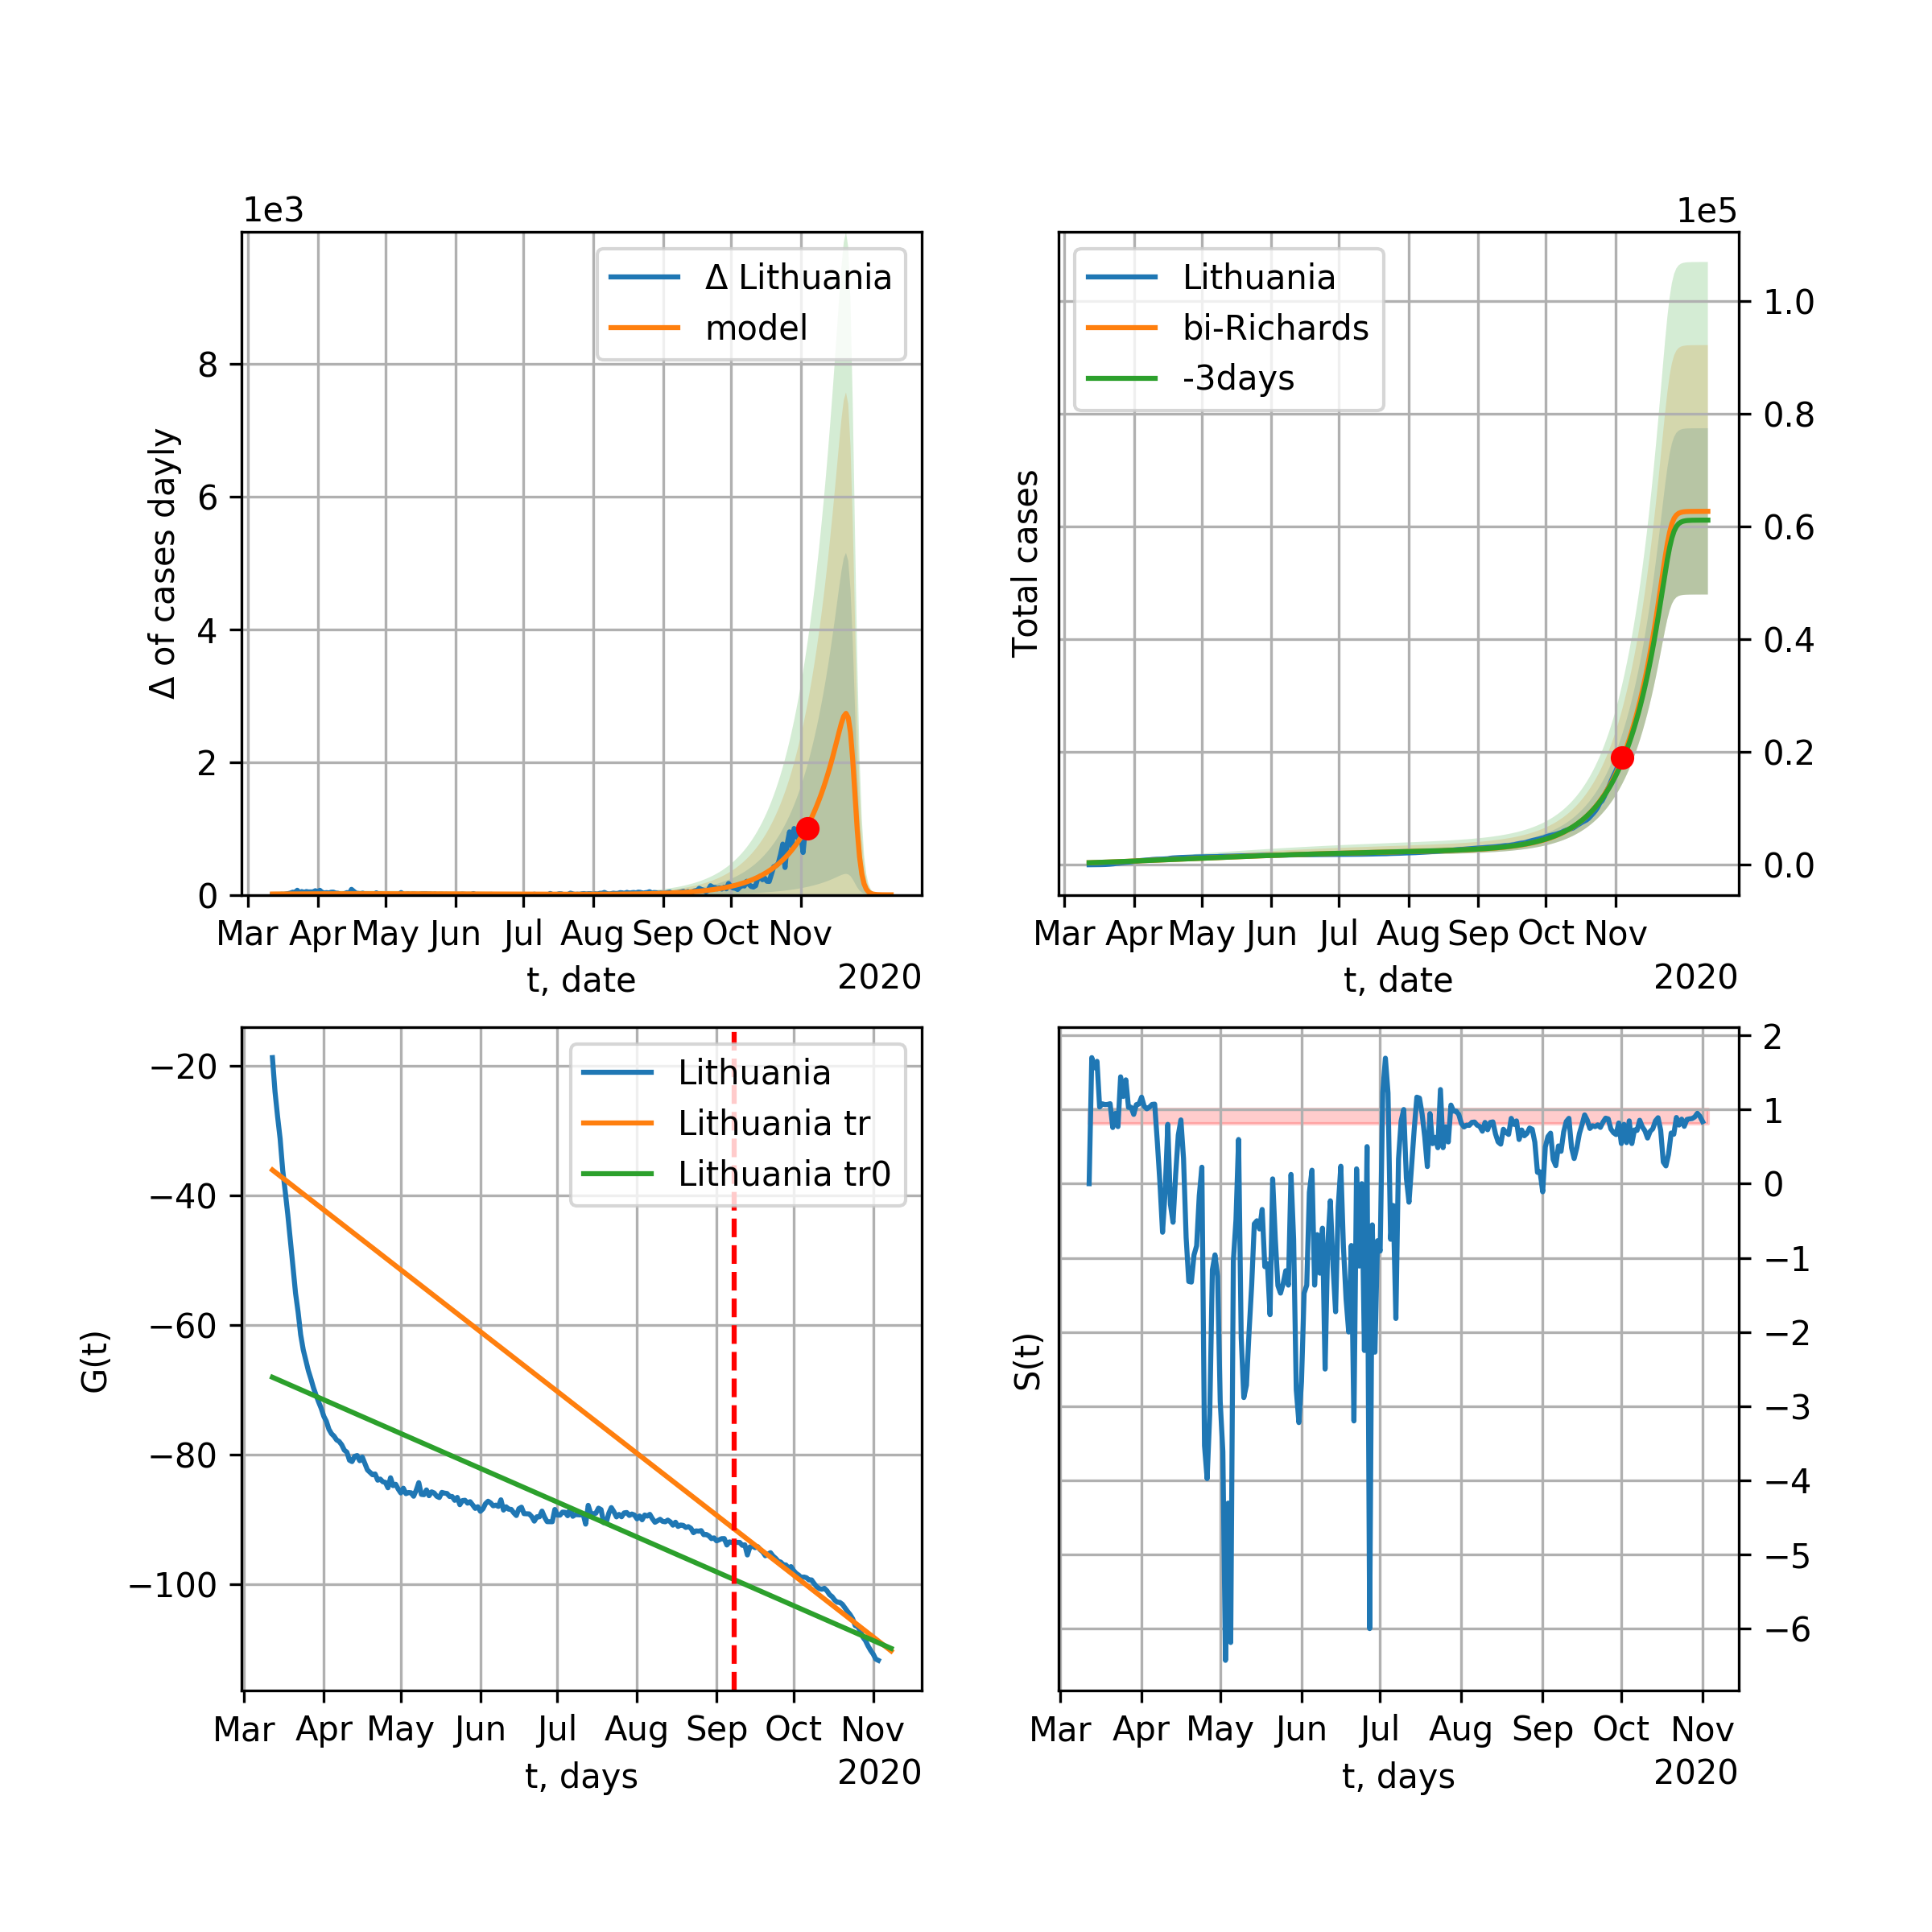 1e3
Δ Lithuania
model
8
6
4
2
0
Δ of cases dayly
Mar Apr May Jun Jul Aug Sep Oct Nov
t, date
2020
1e5
Lithuania
bi-Richards
-3days
1.0
0.8
0.6
0.4
0.2
0.0
Total cases
Mar Apr May Jun Jul Aug Sep Oct Nov
t, date
2020
Lithuania
Lithuania tr
Lithuania tr0
−20
−40
−60
−80
−100
G(t)
Mar Apr May Jun Jul Aug Sep Oct Nov
t, days
2020
2
1
0
−1
−2
−3
−4
−5
−6
S(t)
Mar Apr May Jun Jul Aug Sep Oct Nov
t, days
2020